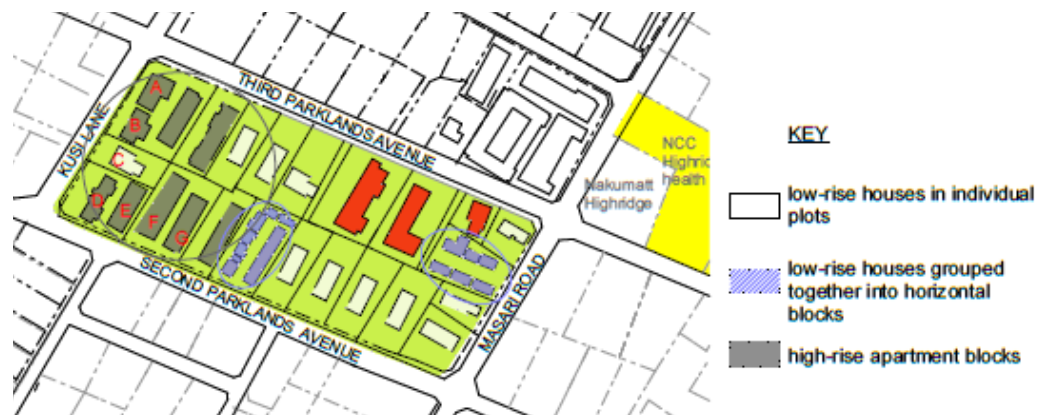 THIRD PARKLANDS AVENUE
KUSI LANE
A
B
C
D
E
F
G
SECOND PARKLANDS AVENUE
MASARI ROAD
NCC
health
Nakumatt
Highridge
KEY
low-rise houses in individual
plots
low-rise houses grouped
together into horizontal
blocks
high-rise apartment blocks